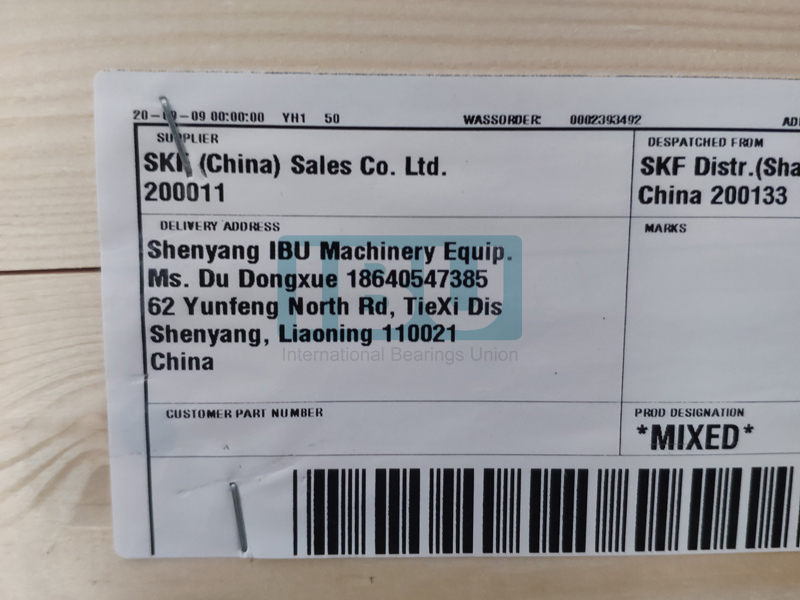 20- -09 00:00:00 YH1 50 WASSORDER: 0002393492
SUPPLIER
SKF (China) Sales Co. Ltd.
200011
DESPATCHED FROM
SKF Distr.(Sha
China 200133
DELIVERY ADDRESS
Shenyang IBU Machinery Equip.
Ms. Du Dongxue 18640547385
62 Yunfeng North Rd, TieXi Dis
Shenyang, Liaoning 110021
China
MARKS
IBU
International Bearings Union
CUSTOMER PART NUMBER
PROD DESIGNATION
*MIXED*